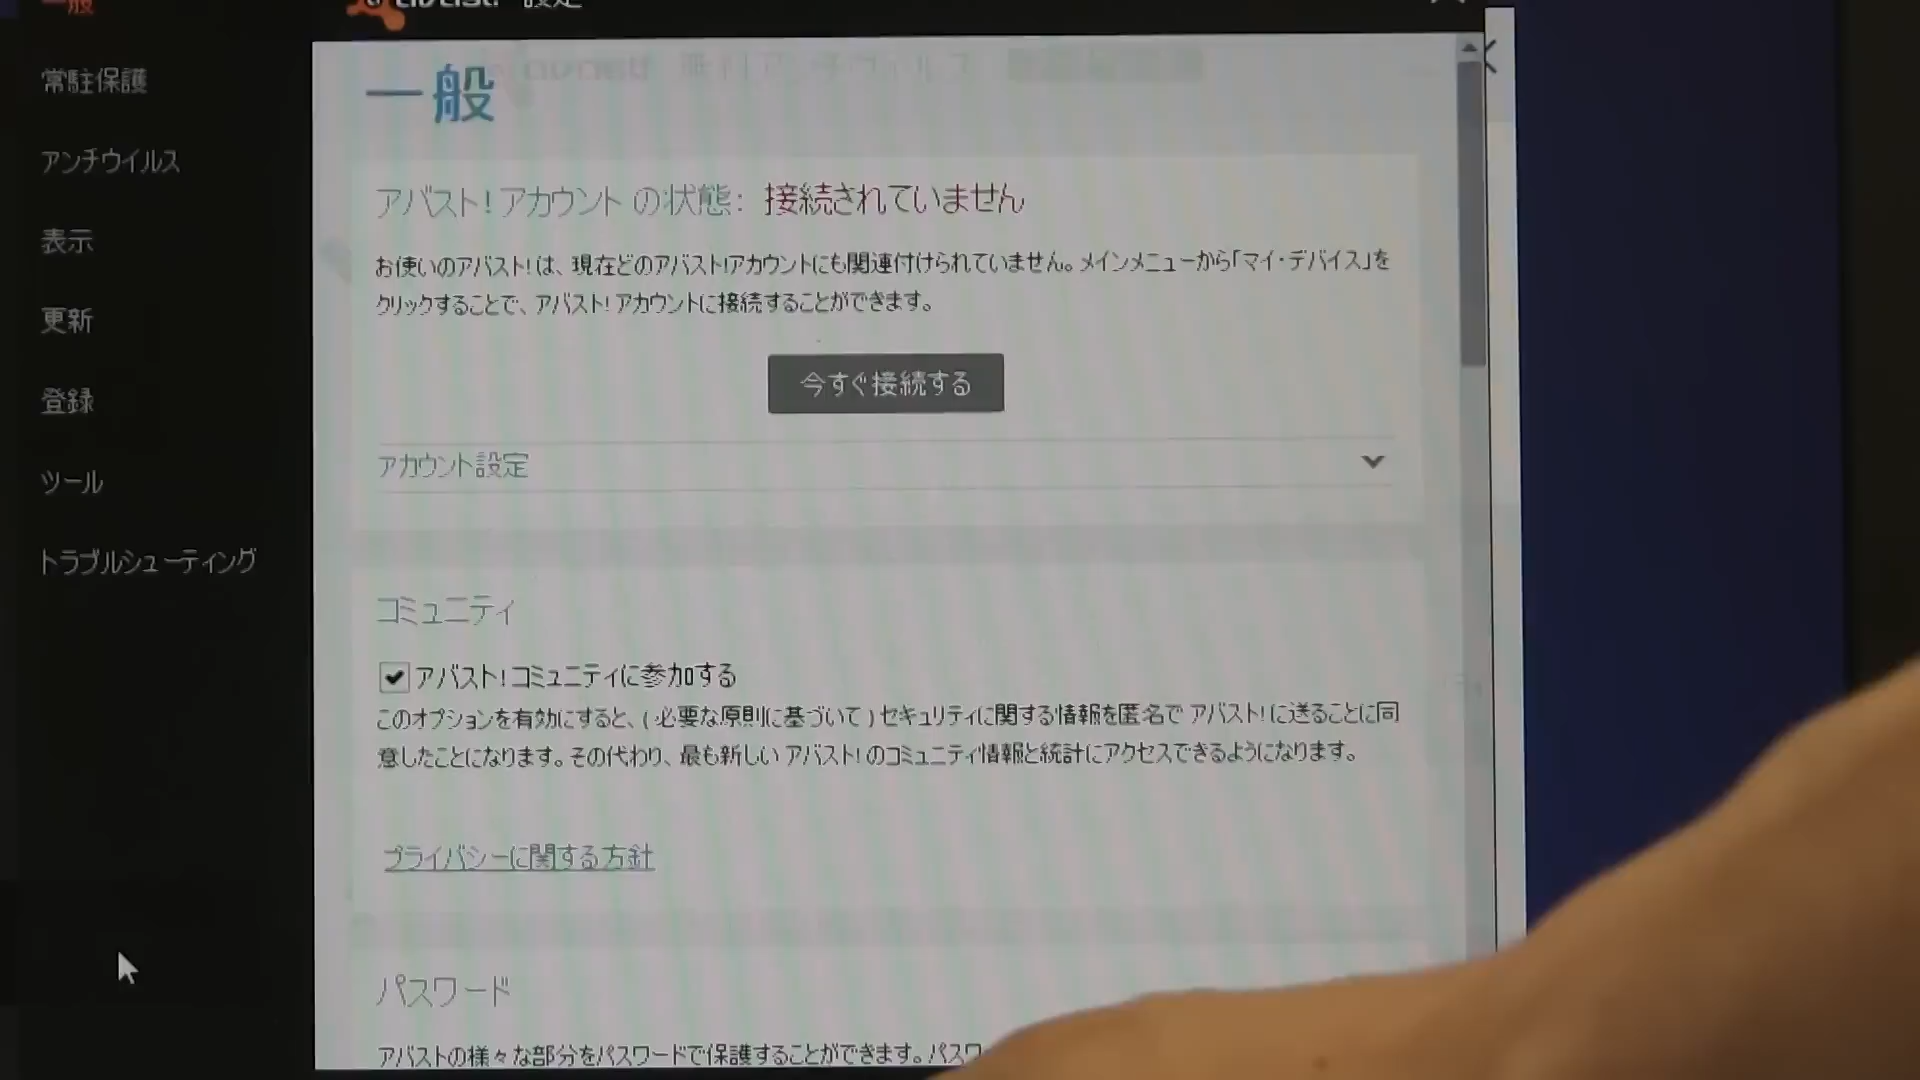 一般
avast! 設定
常駐保護
アンチウイルス
表示
更新
登録
ツール
トラブルシューティング
一般
アバスト! アカウント の状態: 接続されていません
お使いのアバスト! は、現在どのアバスト!アカウントにも関連付けられていません。メインメニューから「マイ・デバイス」を
クリックすることで、アバスト! アカウントに接続することができます。
今すぐ接続する
アカウント設定
コミュニティ
アバスト! コミュニティに参加する
このオプションを有効にすると、( 必要な原則に基づいて ) セキュリティに関する情報を匿名で アバスト! に送ることに同
意したことになります。その代わり、最も新しい アバスト! のコミュニティ情報と統計にアクセスできるようになります。
プライバシーに関する方針
パスワード
アバストの様々な部分をパスワードで保護することができます。パスワ